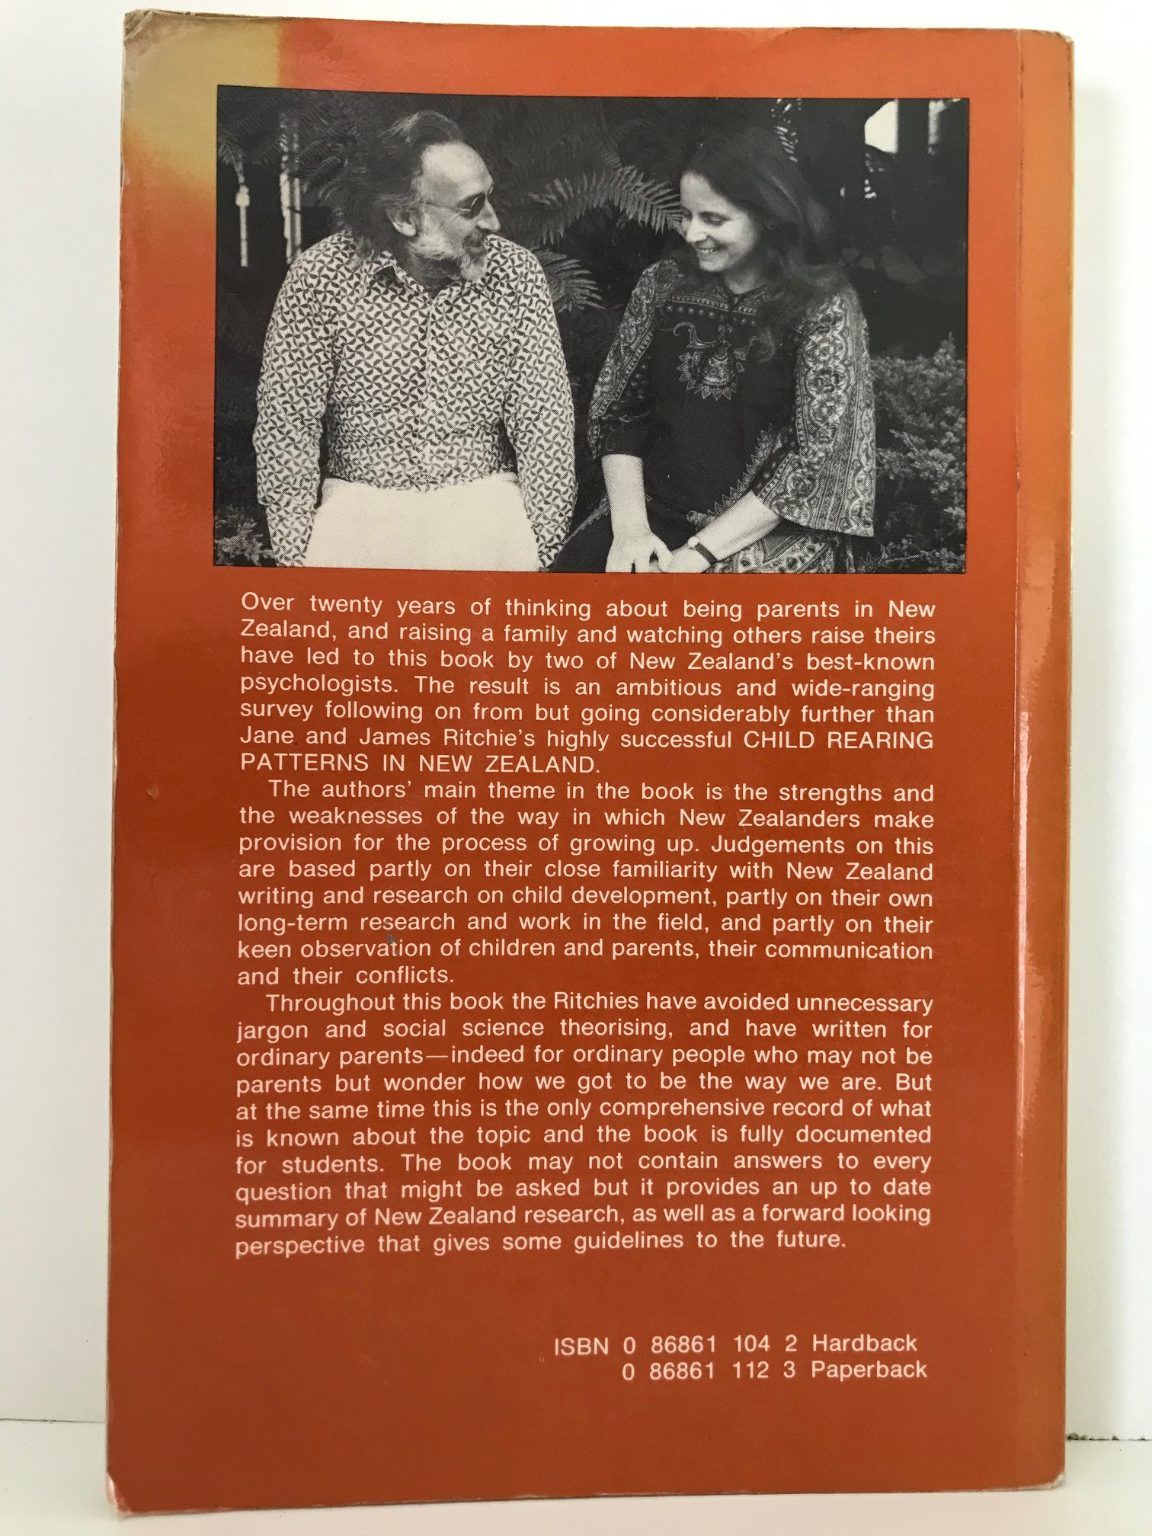 Over twenty years of thinking about being parents in New
Zealand, and raising a family and watching others raise theirs
have led to this book by two of New Zealand's best-known
psychologists. The result is an ambitious and wide-ranging
survey following on from but going considerably further than
Jane and James Ritchie's highly successful CHILD REARING
PATTERNS IN NEW ZEALAND.
The authors' main theme in the book is the strengths and
the weaknesses of the way in which New Zealanders make
provision for the process of growing up. Judgements on this
are based partly on their close familiarity with New Zealand
writing and research on child development, partly on their own
long-term research and work in the field, and partly on their
keen observation of children and parents, their communication
and their conflicts.
Throughout this book the Ritchies have avoided unnecessary
jargon and social science theorising, and have written for
ordinary parents—indeed for ordinary people who may not be
parents but wonder how we got to be the way we are. But
at the same time this is the only comprehensive record of what
is known about the topic and the book is fully documented
for students. The book may not contain answers to every
question that might be asked but it provides an up to date
summary of New Zealand research, as well as a forward looking
perspective that gives some guidelines to the future.
ISBN 0 86861 104 2 Hardback
0 86861 112 3 Paperback